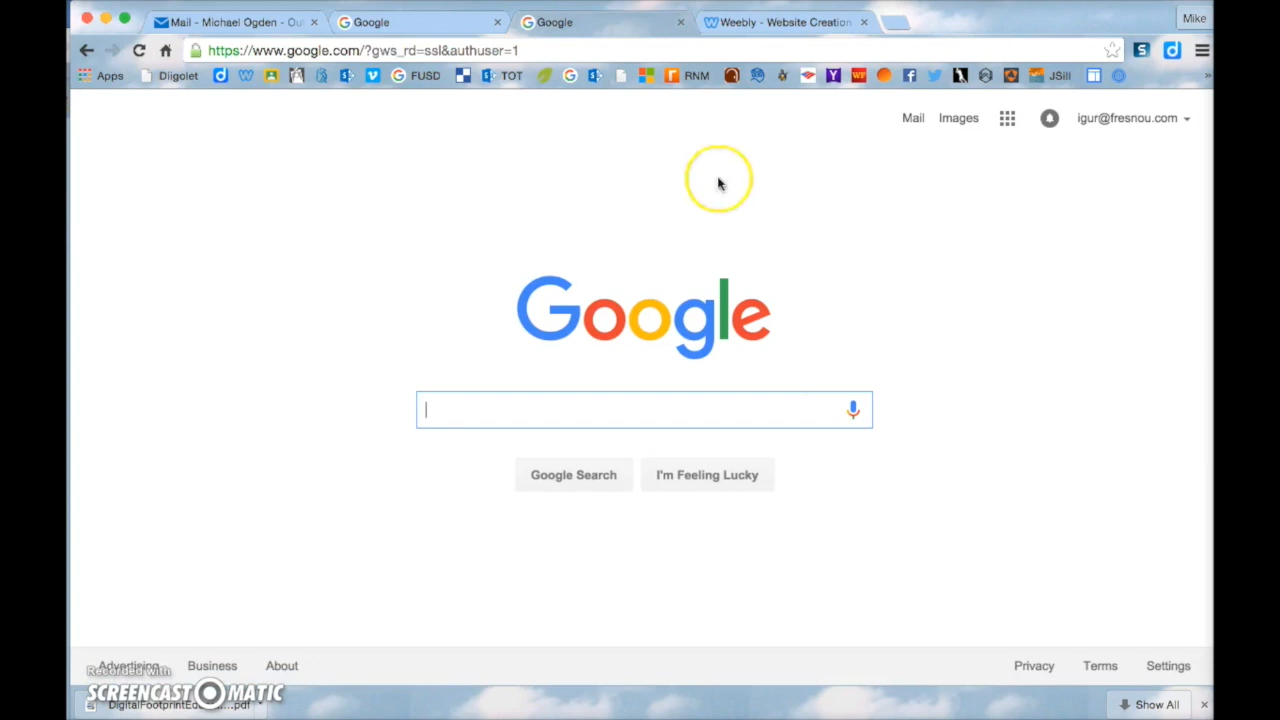 Mail - Michael Ogden - Ou
Google
Google
Weebly - Website Creation
Mike
https://www.google.com/?gws_rd=ssl&authuser=1
Apps
Diigolet
FUSD
TOT
RNM
JSill
»
Mail
Images
igur@fresnou.com
Google
Google Search
I'm Feeling Lucky
Advertising
Business
About
Privacy
Terms
Settings
Recorded with
SCREENCAST MATIC
DigitalFootprintEd....pdf
Show All